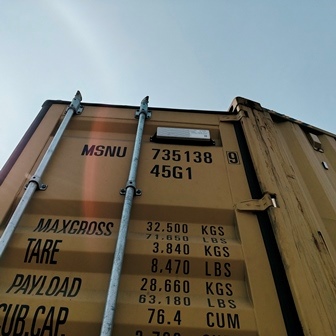 MSNU 735138 9
45G1
MAXGROSS 32.500 KGS
71.650 LBS
TARE 3.840 KGS
8.470 LBS
PAYLOAD 28.660 KGS
63.180 LBS
CUB.CAP. 76.4 CUM